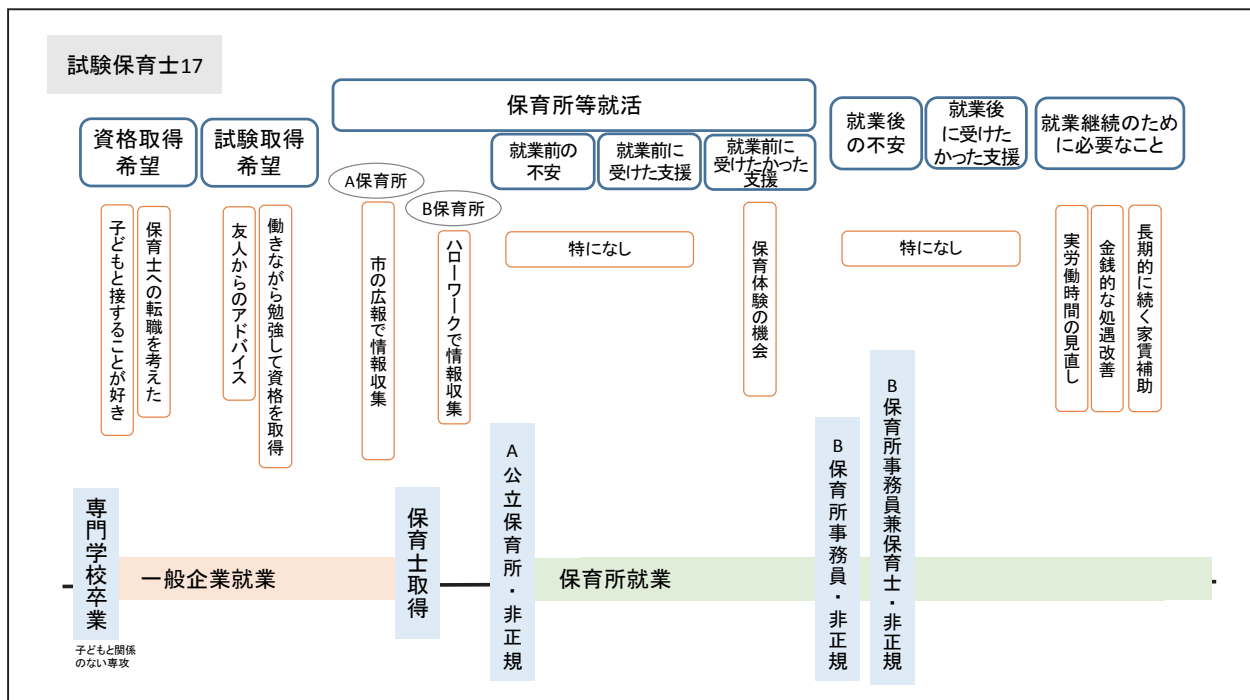 試験保育士17
保育所等就活
資格取得
希望
試験取得
希望
就業前の
不安
就業前に
受けた支援
就業前に
受けたかった
支援
就業後
の不安
就業後
に受けた
かった支援
就業継続のため
に必要なこと
A保育所
B保育所
子どもと接することが好き
保育士への転職を考えた
友人からのアドバイス
働きながら勉強して資格を取得
市の広報で情報収集
ハローワークで情報収集
特になし
保育体験の機会
特になし
実労働時間の見直し
金銭的な処遇改善
長期的に続く家賃補助
専門学校卒業
子どもと関係
のない専攻
一般企業就業
保育士取得
A公立保育所・非正規
保育所就業
B保育所事務員・非正規
B保育所事務員兼保育士・非正規